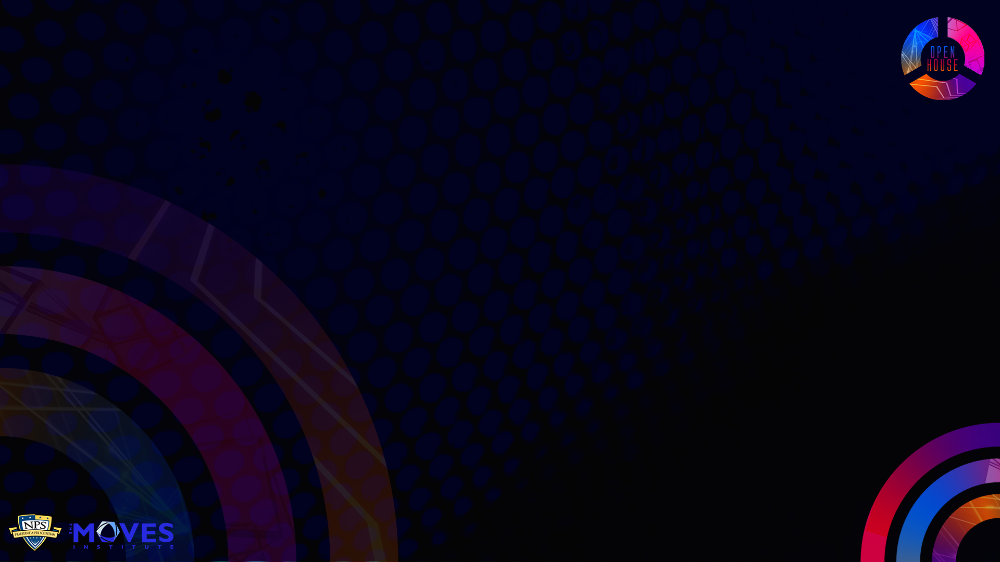 OPEN
HOUSE
NPS
PRAESTANTIA PER SCIENTIAM
THE MOVES
INSTITUTE